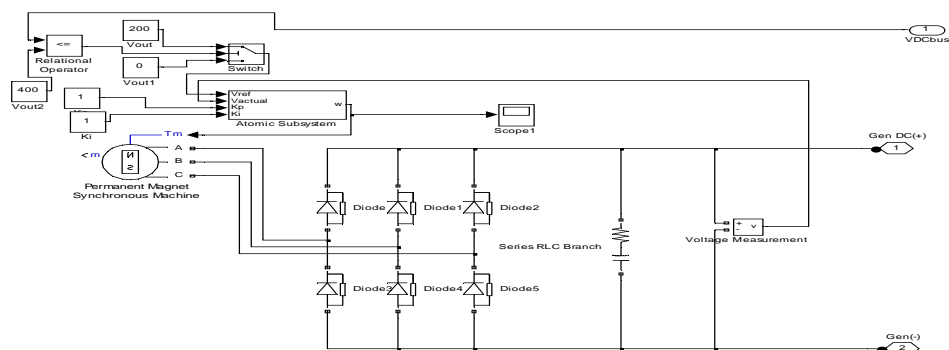 200
Vout
<=
Relational
Operator
0
Vout1
Switch
1
VDCbus
400
Vout2
1
1
Ki
Vref
Vactual
Kp
Ki
w
Atomic Subsystem
Scope1
Tm
< m
A
B
C
N
S
Permanent Magnet
Synchronous Machine
Gen DC(+)
1
Diode
Diode1
Diode2
Series RLC Branch
+
-
v
Voltage Measurement
Diode3
Diode4
Diode5
Gen(-)
2